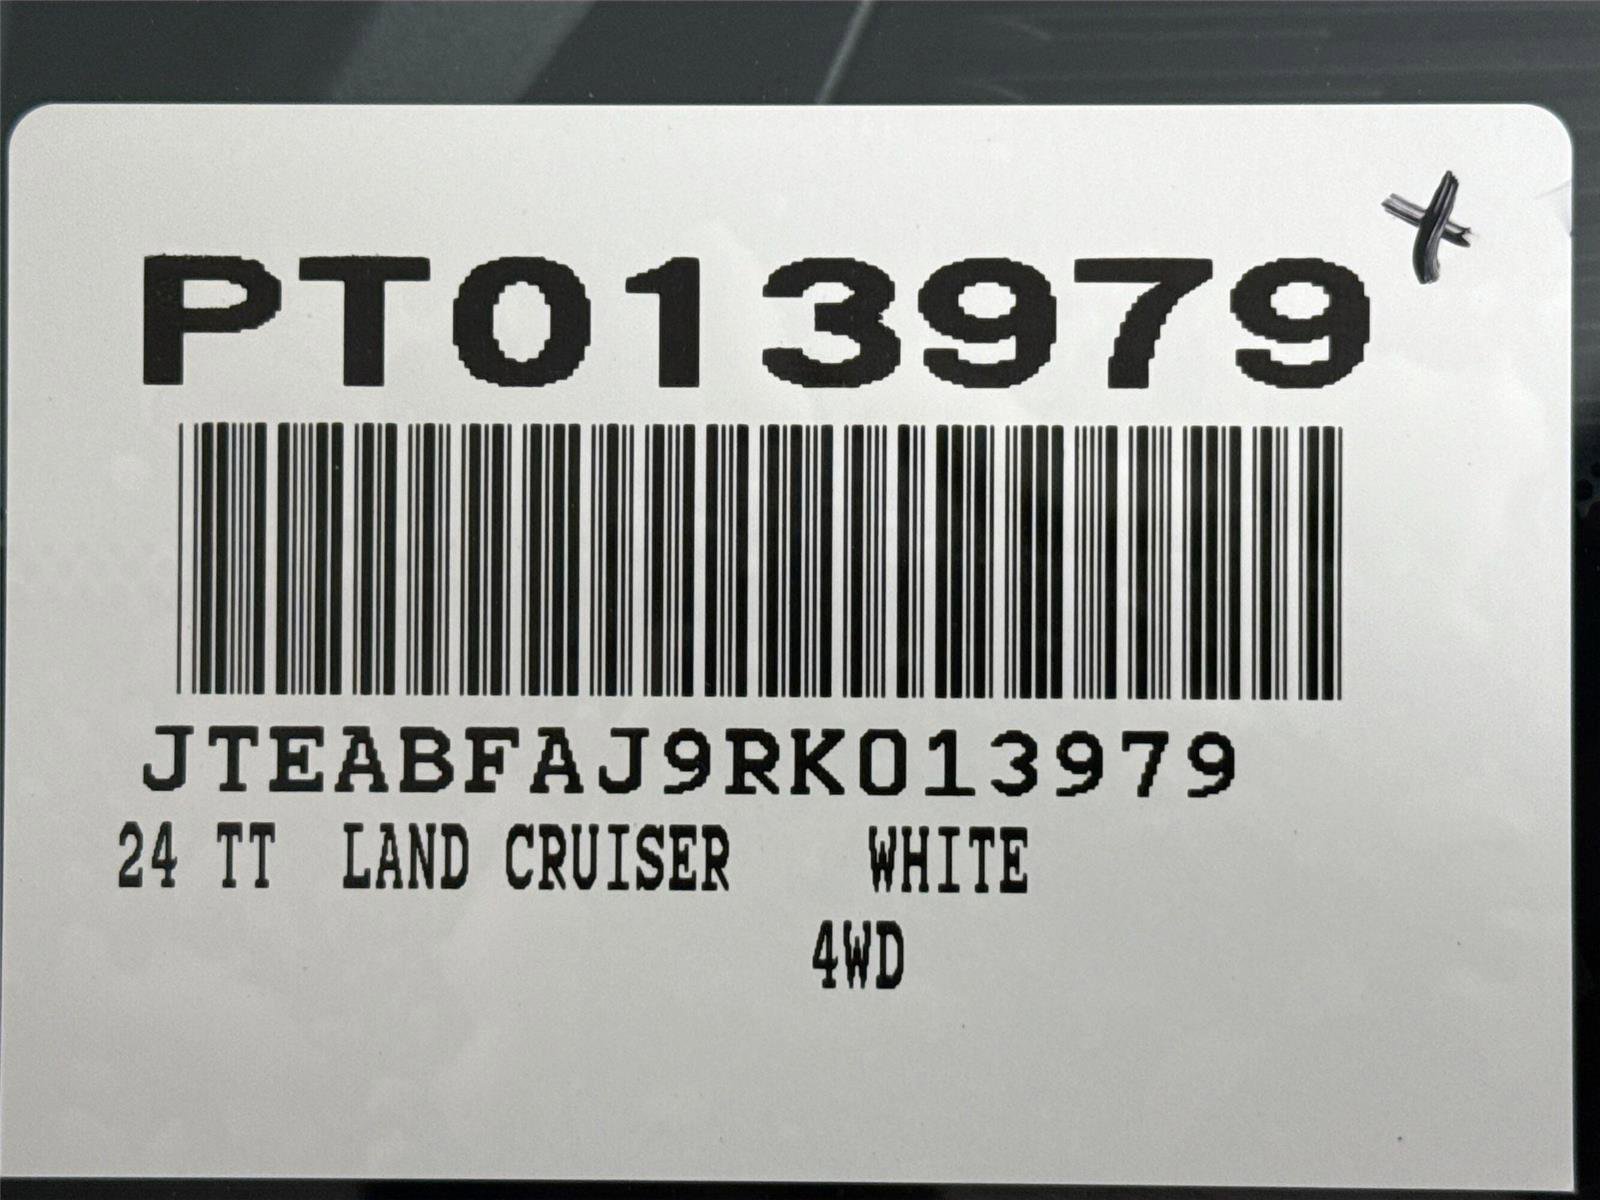 PT013979
JTEABFAJ9RK013979
24 TT LAND CRUISER WHITE
4WD